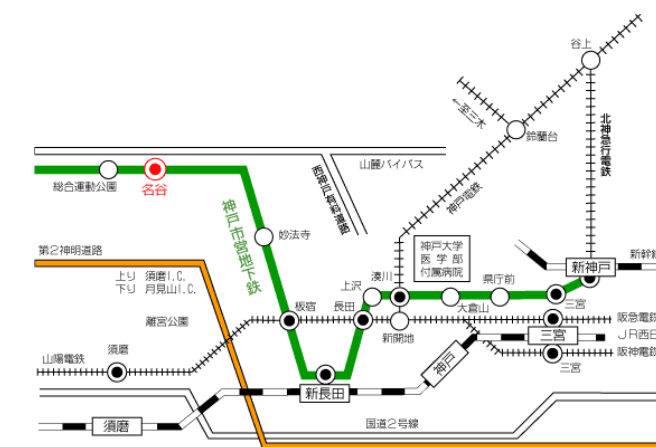 谷上
←至三木
鈴蘭台
北神急行電鉄
山麓バイパス
西神戸有料道路
神戸電鉄
総合運動公園
名谷
神戸市営地下鉄
妙法寺
神戸大学
医学部
付属病院
新幹線
新神戸
第2神明道路
上り 須磨I.C.
下り 月見山I.C.
上沢
湊川
県庁前
大倉山
三宮
板宿
長田
新開地
離宮公園
阪急電鉄
三宮
JR西日
阪神電鉄
三宮
須磨
山陽電鉄
神戸
新長田
須磨
国道2号線